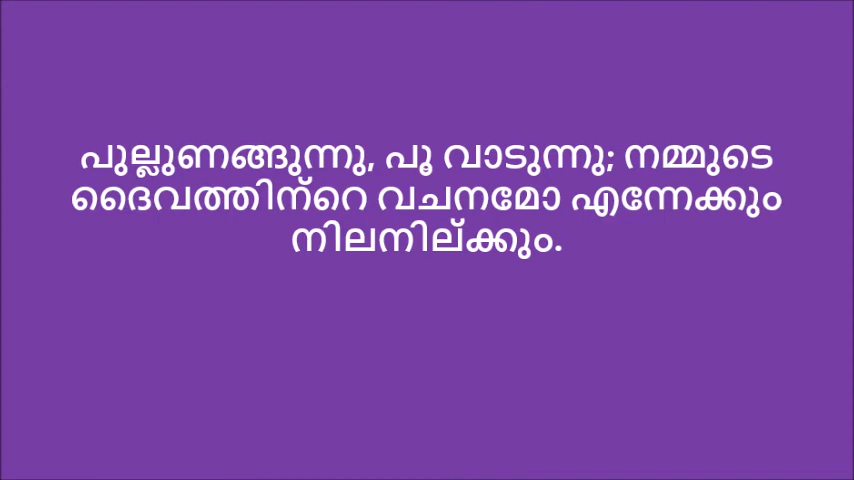 പുല്ലുണങ്ങുന്നു, പൂ വാടുന്നു; നമ്മുടെ
ദൈവത്തിന്റെ വചനമോ എന്നേക്കും
നിലനില്ക്കും.